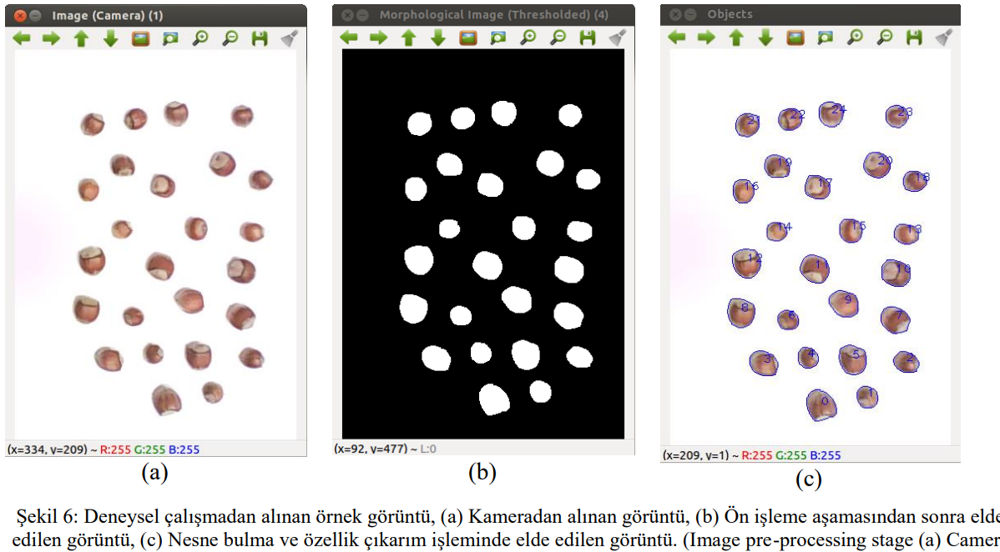 Image (Camera) (1)
Morphological Image (Thresholded) (4)
Objects
21 22 24 23
19 20
16 17 18
14 15 13
12 11 10
8 6 9 7
3 4 5 2
0 1
(x=334, y=209) ~ R:255 G:255 B:255
(x=92, y=477) ~ L:0
(x=209, y=1) ~ R:255 G:255 B:255
(a)
(b)
(c)
Şekil 6: Deneysel çalışmadan alınan örnek görüntü, (a) Kameradan alınan görüntü, (b) Ön işleme aşamasından sonra elde
edilen görüntü, (c) Nesne bulma ve özellik çıkarım işleminde elde edilen görüntü. (Image pre-processing stage (a) Camer